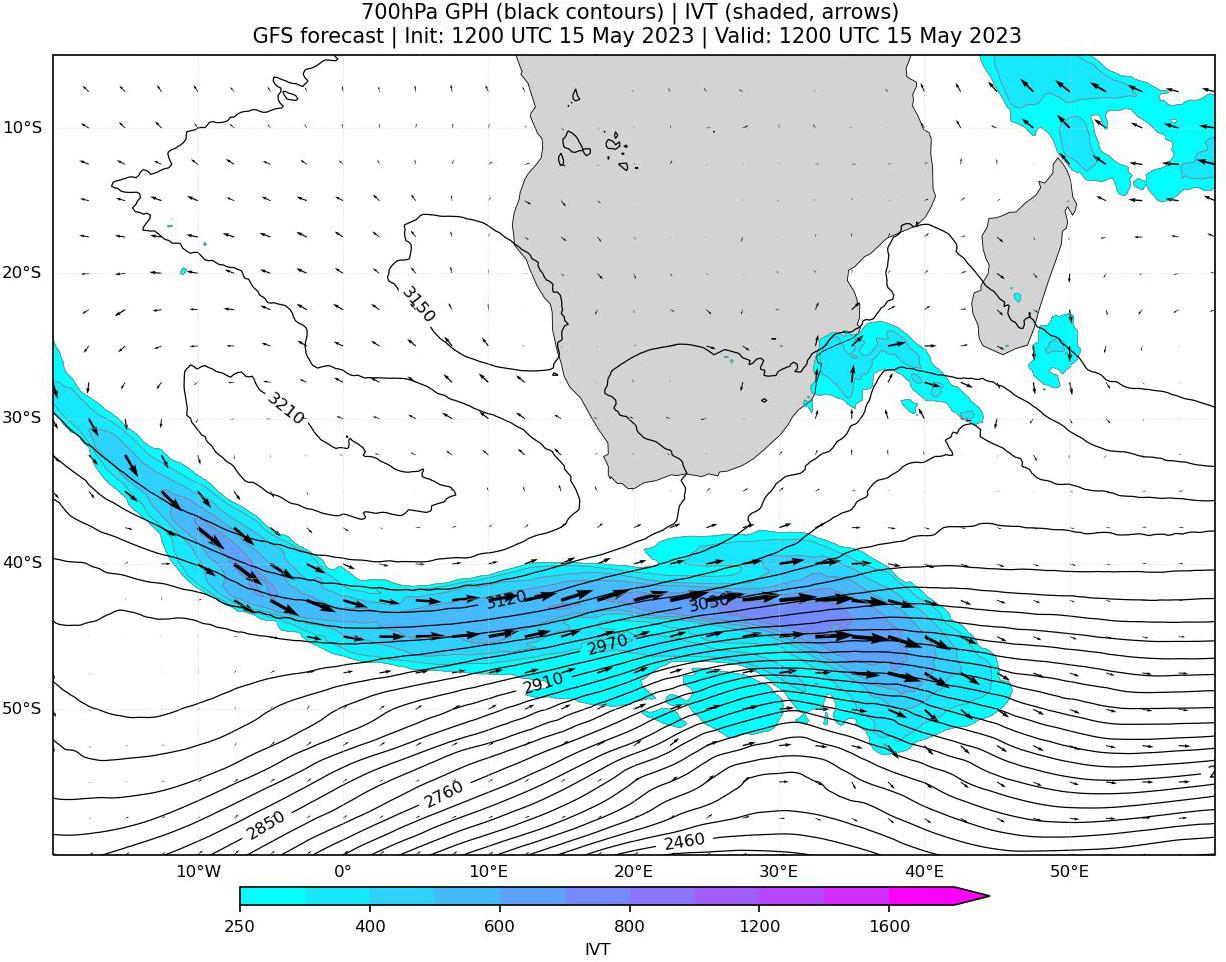 700hPa GPH (black contours) | IVT (shaded, arrows)
GFS forecast | Init: 1200 UTC 15 May 2023 | Valid: 1200 UTC 15 May 2023
10°S
20°S
3150
30°S
3210
40°S
3120
3030
2970
2910
50°S
2760
2850
2460
10°W 0° 10°E 20°E 30°E 40°E 50°E
250 400 600 800 1200 1600
IVT